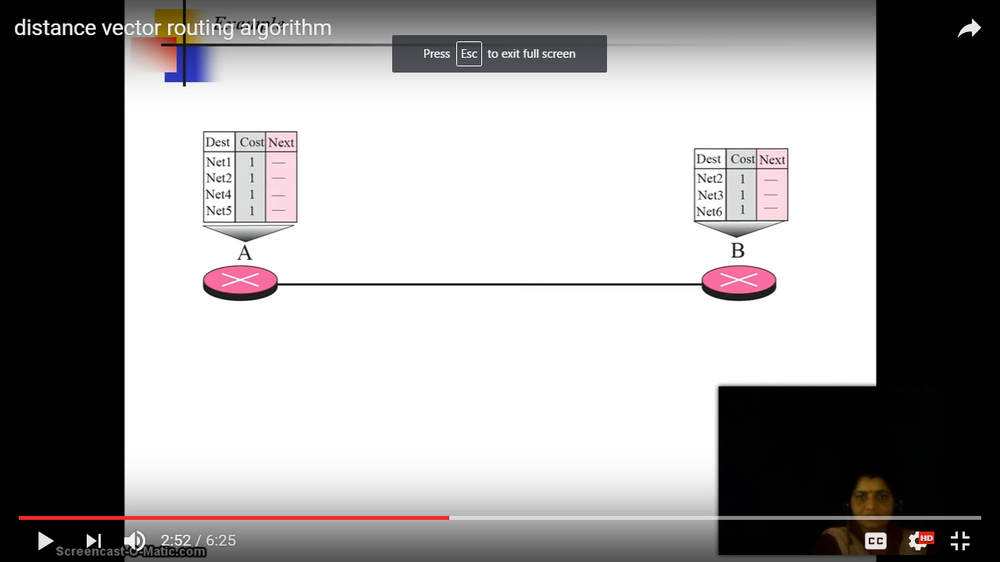 distance vector routing algorithm
Example
Press Esc to exit full screen
Dest Cost Next
Net1 1 —
Net2 1 —
Net4 1 —
Net5 1 —
A
Dest Cost Next
Net2 1 —
Net3 1 —
Net6 1 —
B
2:52 / 6:25
CC
HD
Screencast-O-Matic.com